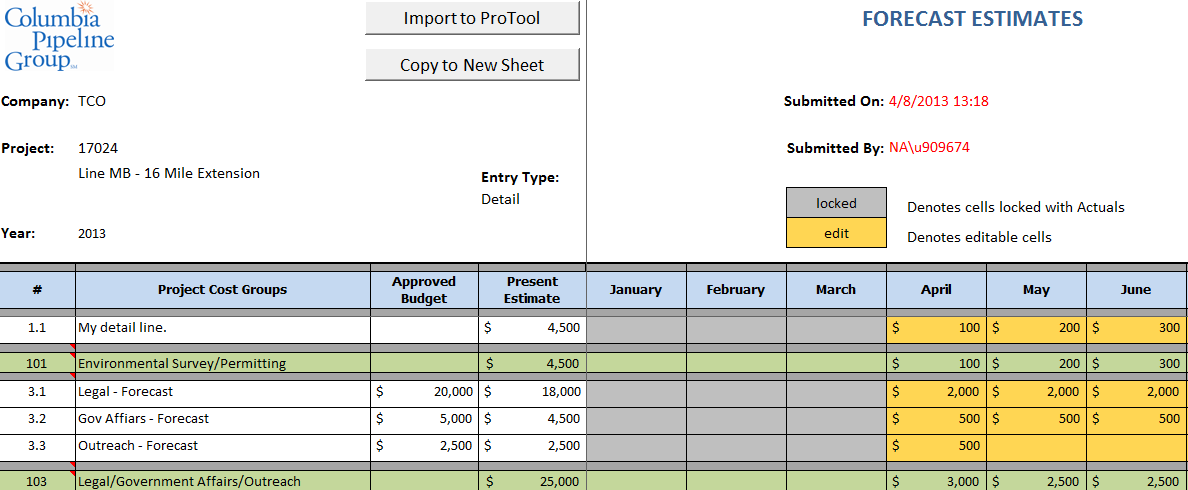 Columbia
Pipeline
Group SM
Import to ProTool
Copy to New Sheet
FORECAST ESTIMATES
Company: TCO
Submitted On: 4/8/2013 13:18
Project: 17024
Submitted By: NA\u909674
Line MB - 16 Mile Extension
Entry Type:
Detail
locked Denotes cells locked with Actuals
Year: 2013
edit Denotes editable cells
# Project Cost Groups Approved Budget Present Estimate January February March April May June
1.1 My detail line. $ 4,500 $ 100 $ 200 $ 300
101 Environmental Survey/Permitting $ 4,500 $ 100 $ 200 $ 300
3.1 Legal - Forecast $ 20,000 $ 18,000 $ 2,000 $ 2,000 $ 2,000
3.2 Gov Affiars - Forecast $ 5,000 $ 4,500 $ 500 $ 500 $ 500
3.3 Outreach - Forecast $ 2,500 $ 2,500 $ 500
103 Legal/Government Affairs/Outreach $ 25,000 $ 3,000 $ 2,500 $ 2,500